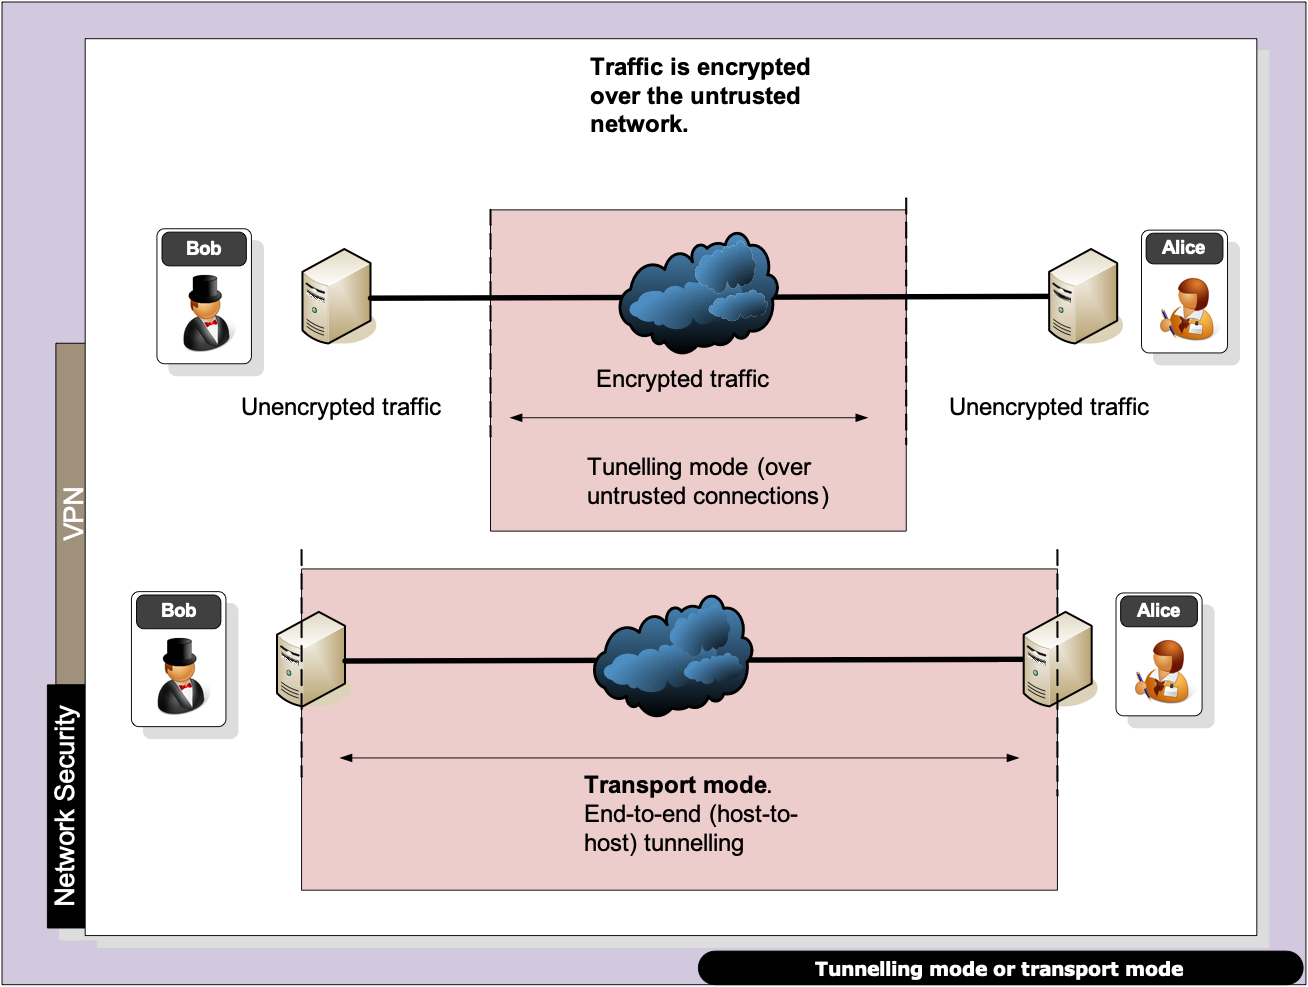 Traffic is encrypted
over the untrusted
network.
Bob
Alice
Encrypted traffic
Unencrypted traffic
Unencrypted traffic
Tunelling mode (over
untrusted connections)
VPN
Bob
Alice
Transport mode.
End-to-end (host-to-
host) tunnelling
Network Security
Tunnelling mode or transport mode